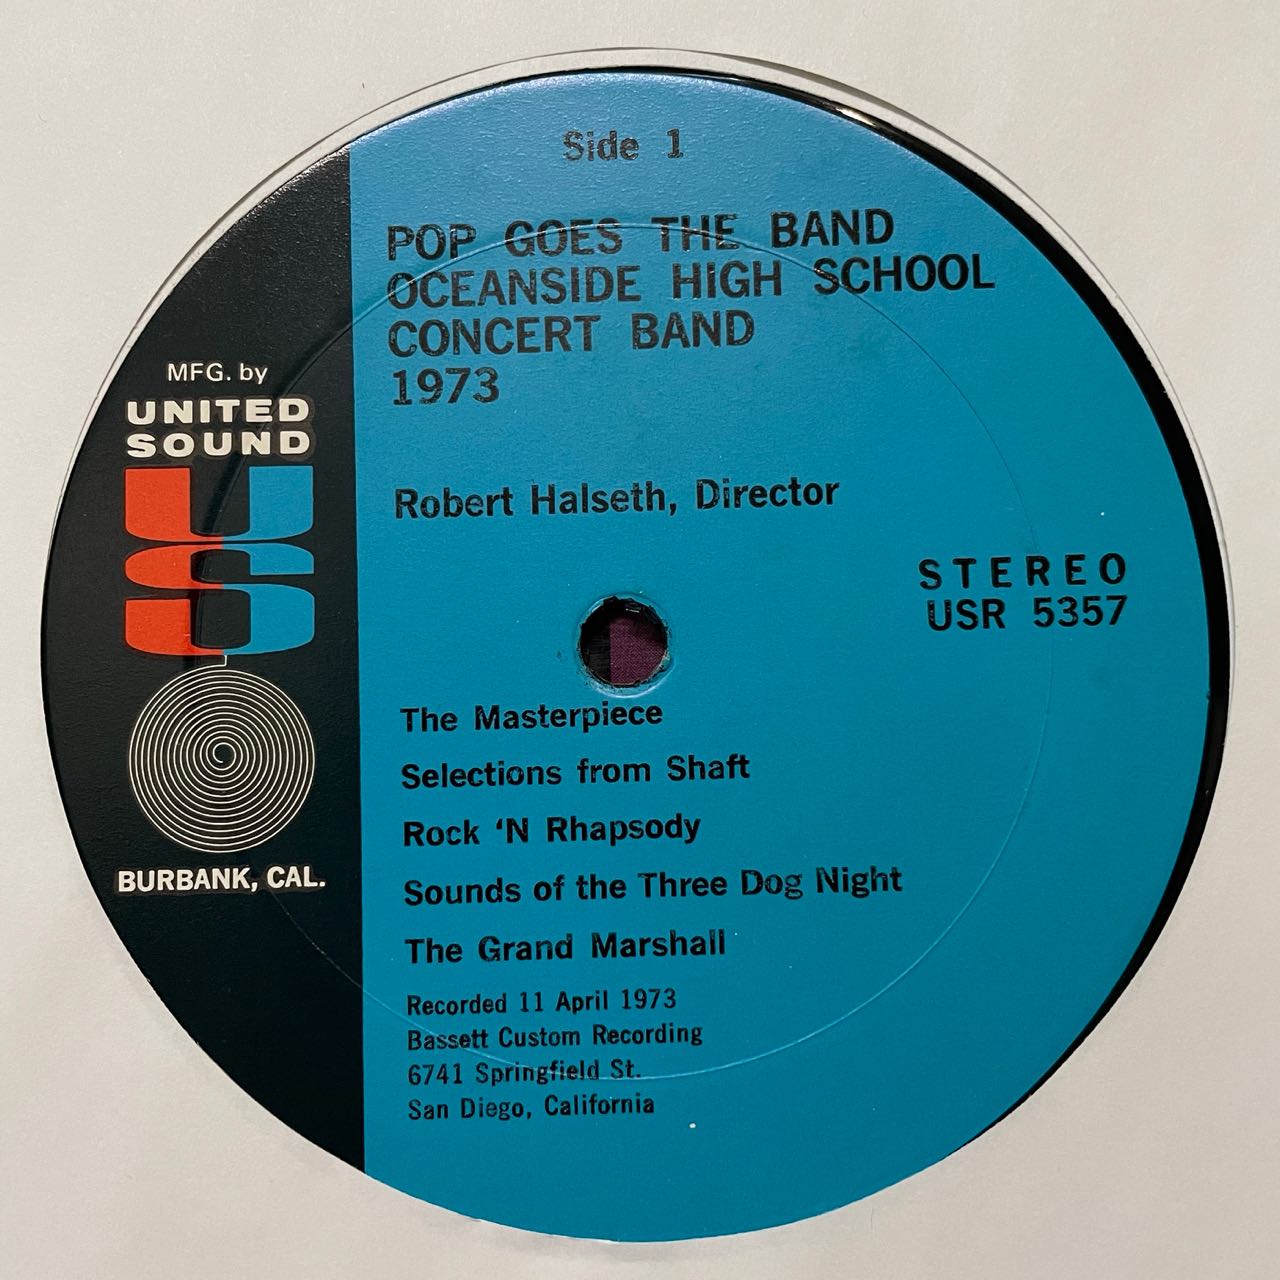 Side 1
POP GOES THE BAND
OCEANSIDE HIGH SCHOOL
CONCERT BAND
1973
MFG. by
UNITED
SOUND
US
BURBANK, CAL.
Robert Halseth, Director
STEREO
USR 5357
The Masterpiece
Selections from Shaft
Rock ‘N Rhapsody
Sounds of the Three Dog Night
The Grand Marshall
Recorded 11 April 1973
Bassett Custom Recording
6741 Springfield St.
San Diego, California